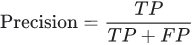 Precision = TP / (TP + FP)